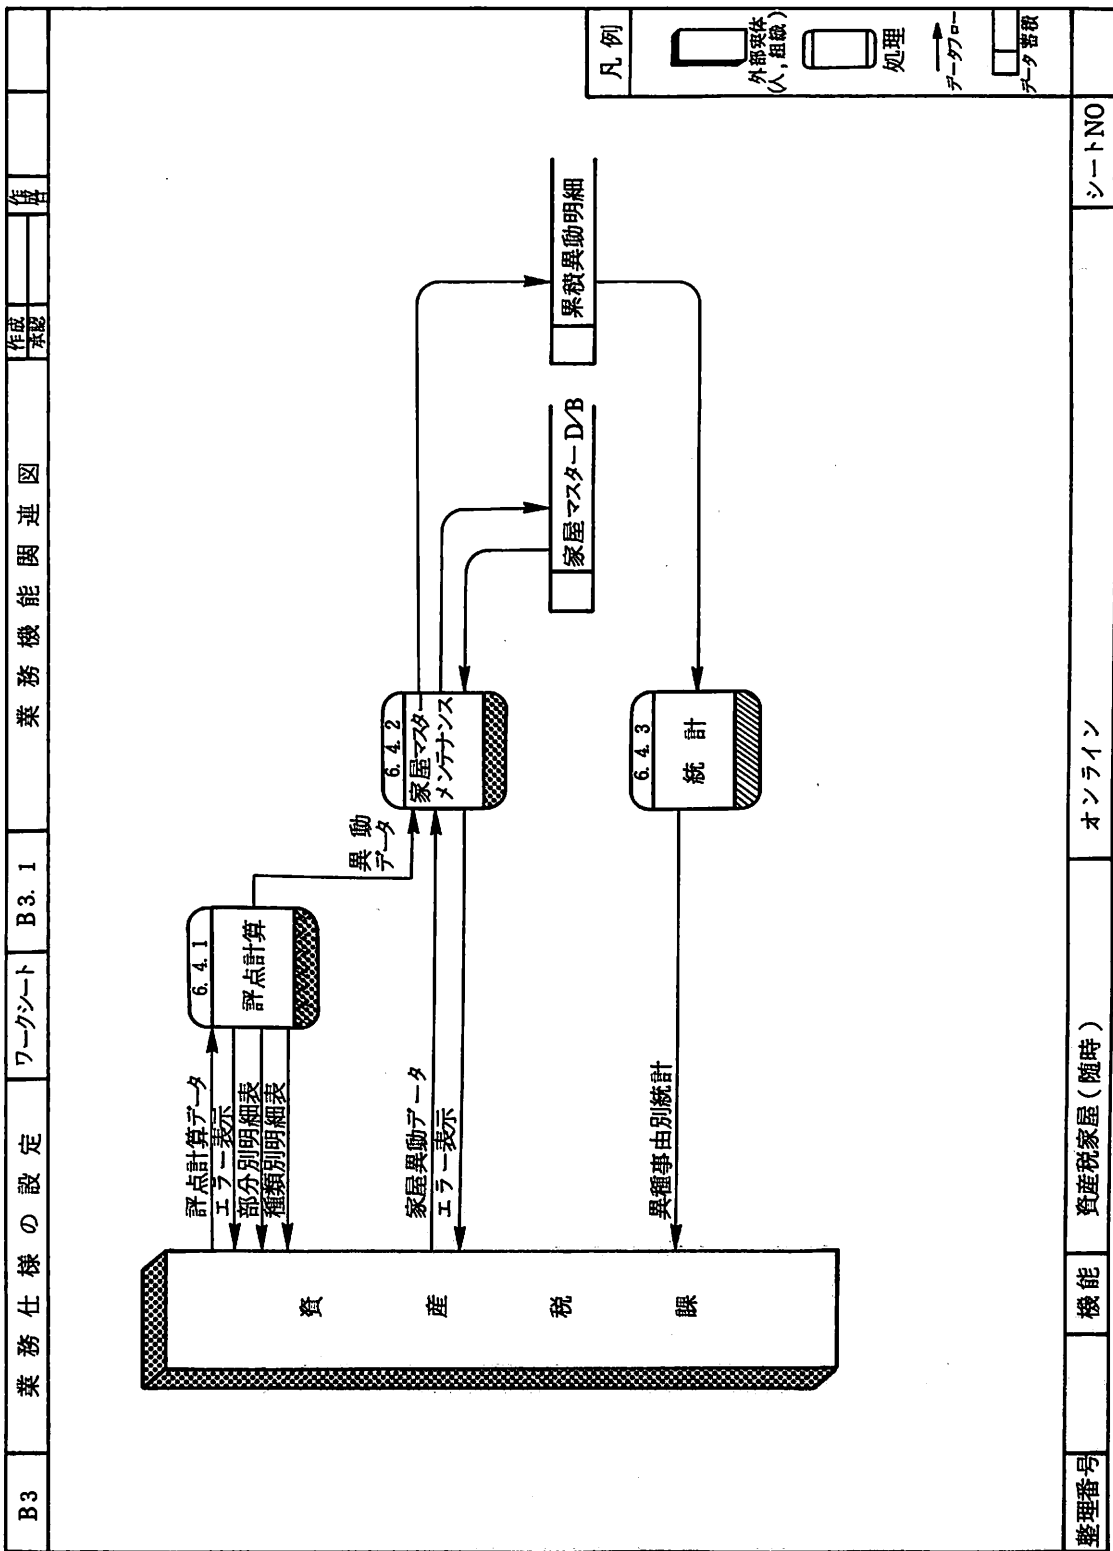 B3
業務仕様の設定
ワークシート
B3. 1
業務機能関連図
作成
承認
作成
資産税課
評点計算データ
エラー表示
部分別明細表
種類別明細表
6. 4. 1
評点計算
異動
データ
家屋異動データ
エラー表示
6. 4. 2
家屋マスター
メンテナンス
家屋マスターD/B
累積異動明細
異種事由別統計
6. 4. 3
統計
凡例
外部実体
(人, 組織)
処理
データフロー
データ蓄積
整理番号
機能
資産税家屋(随時)
オンライン
シートNO